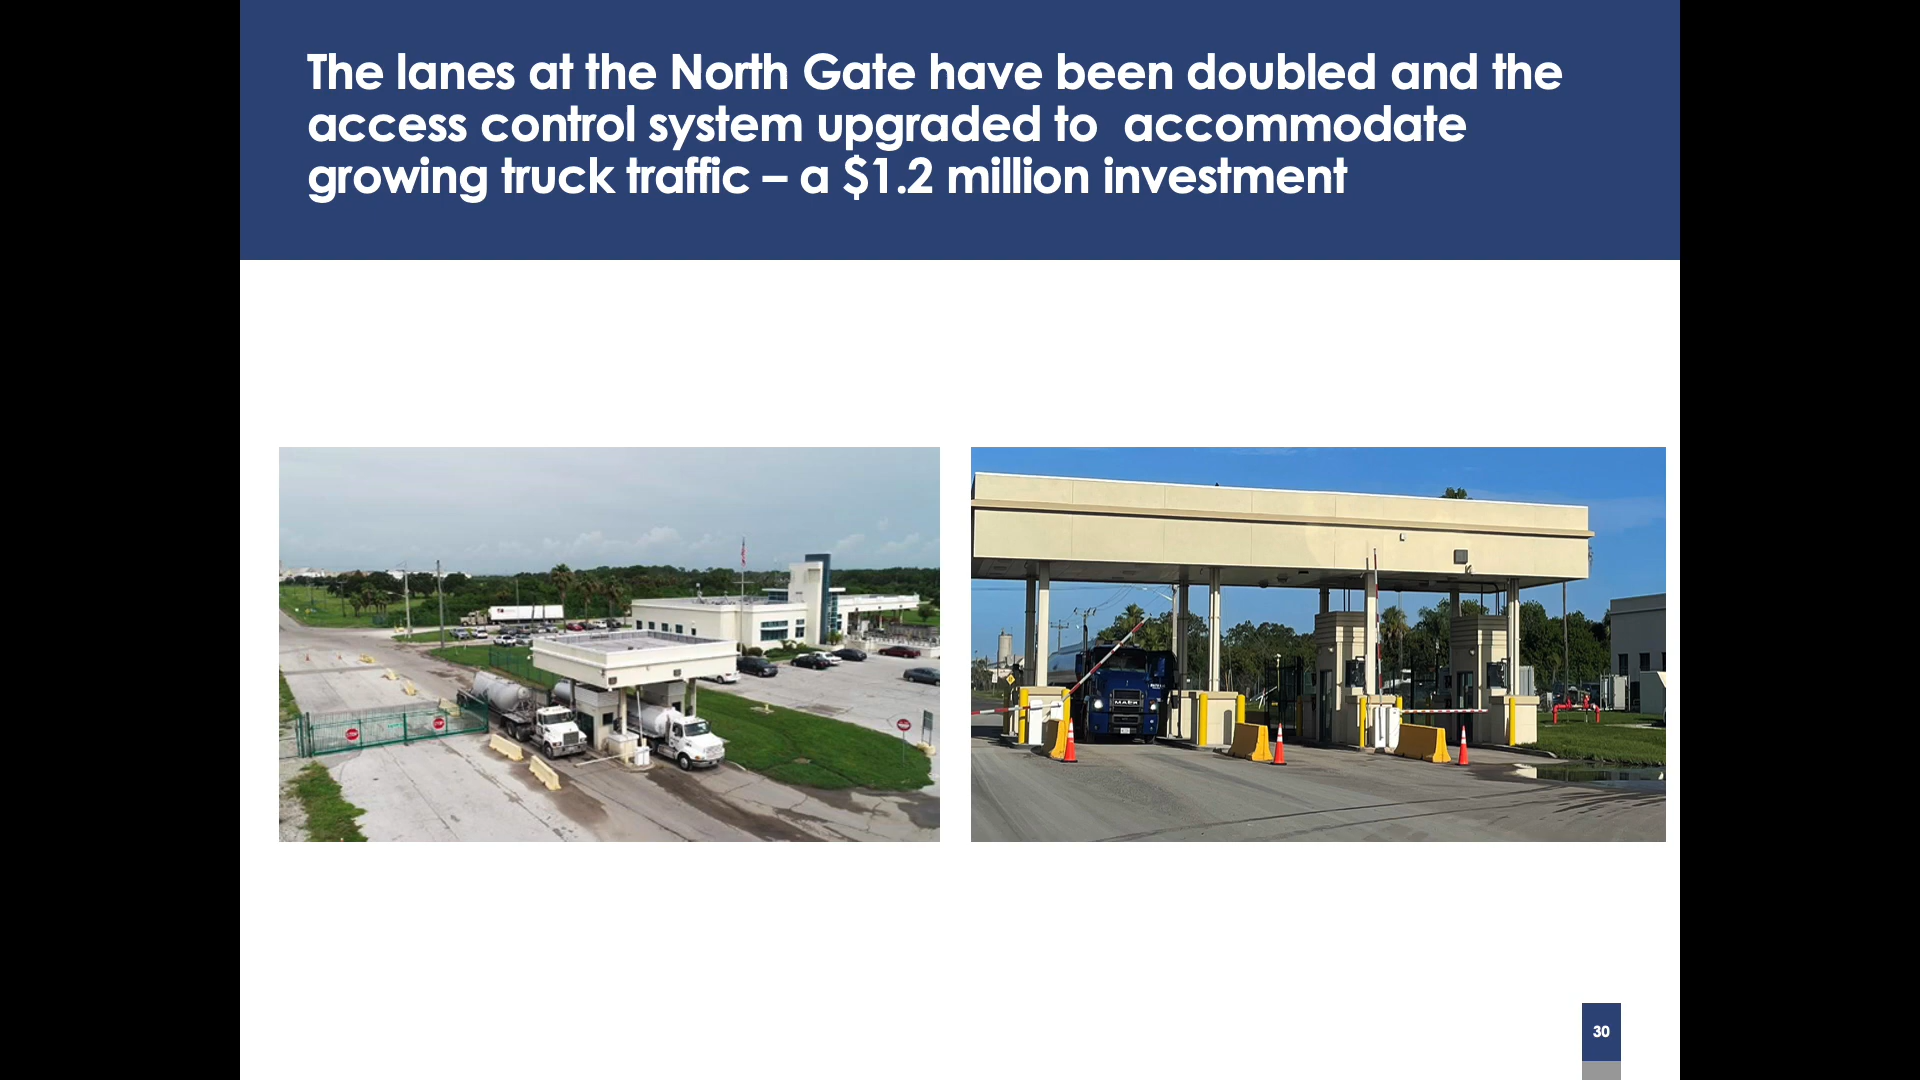 The lanes at the North Gate have been doubled and the
access control system upgraded to  accommodate
growing truck traffic – a $1.2 million investment
MACK
30